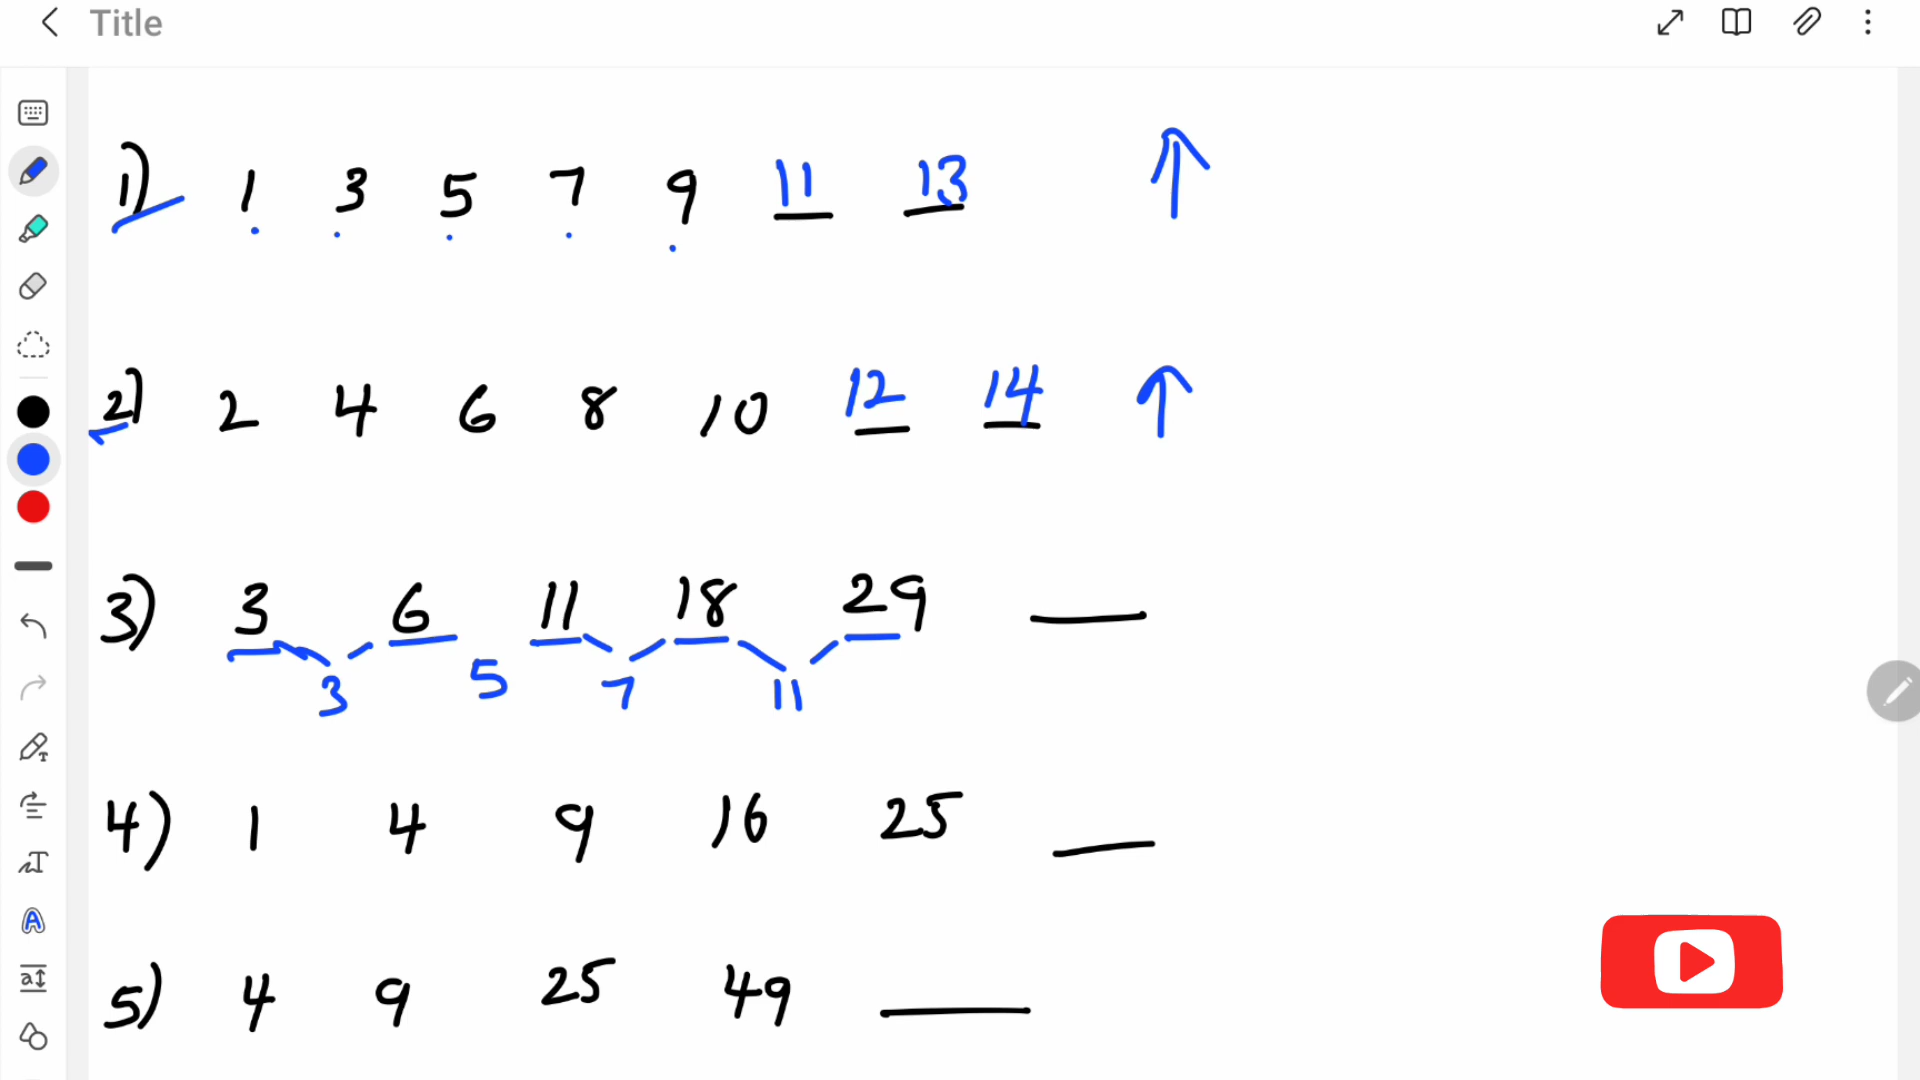 Title
1) 1 3 5 7 9 11 13
2) 2 4 6 8 10 12 14
3) 3 6 11 18 29
3 5 7 11
4) 1 4 9 16 25
5) 4 9 25 49